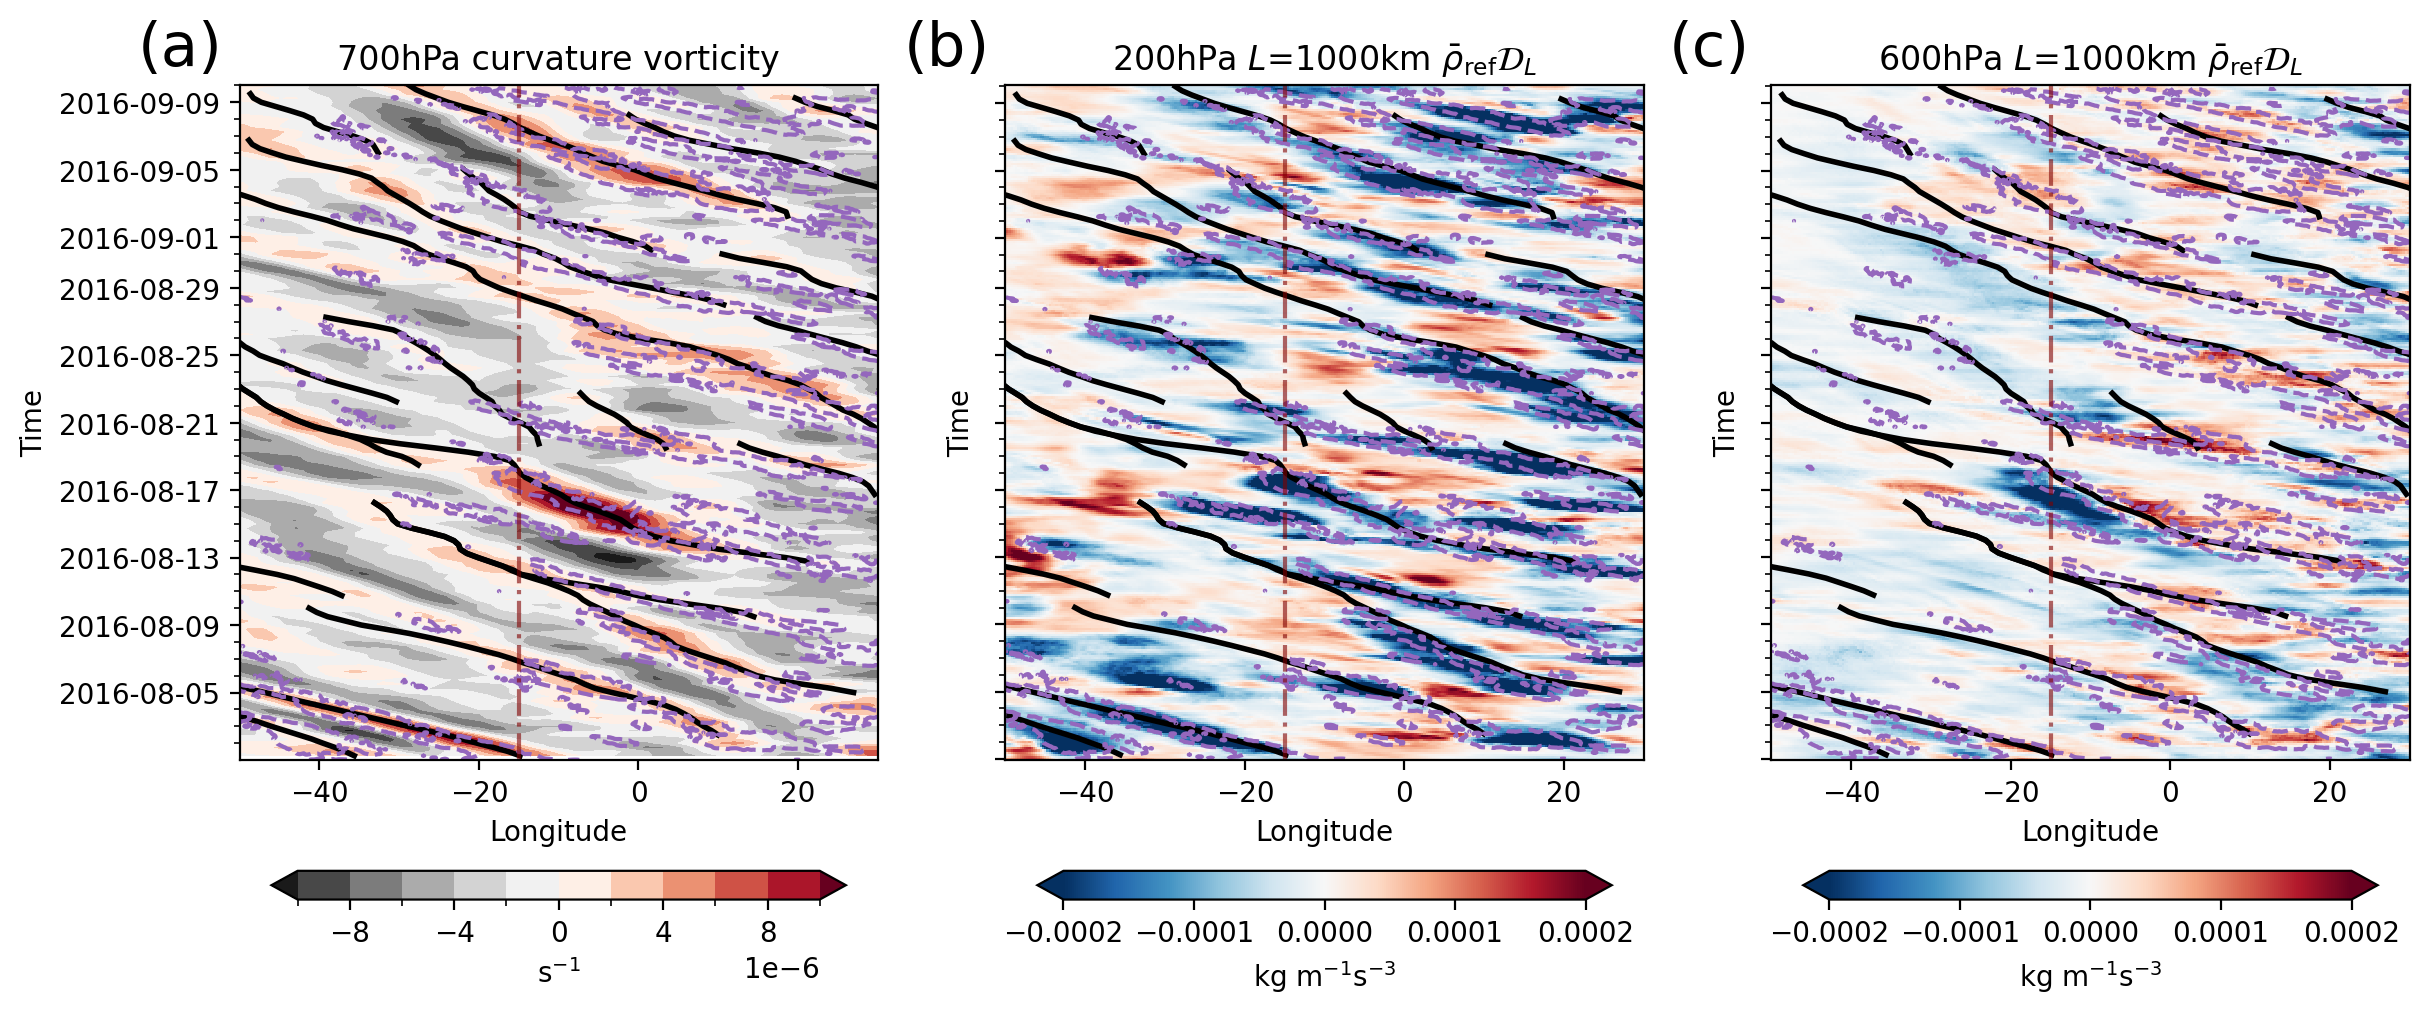 (a) 700hPa curvature vorticity
(b) 200hPa L=1000km ρ̄ref𝒟L
(c) 600hPa L=1000km ρ̄ref𝒟L
Time
2016-09-09
2016-09-05
2016-09-01
2016-08-29
2016-08-25
2016-08-21
2016-08-17
2016-08-13
2016-08-09
2016-08-05
−40 −20 0 20
Longitude
−8 −4 0 4 8
s⁻¹ 1e−6
Time
−40 −20 0 20
Longitude
−0.0002 −0.0001 0.0000 0.0001 0.0002
kg m⁻¹s⁻³
Time
−40 −20 0 20
Longitude
−0.0002 −0.0001 0.0000 0.0001 0.0002
kg m⁻¹s⁻³